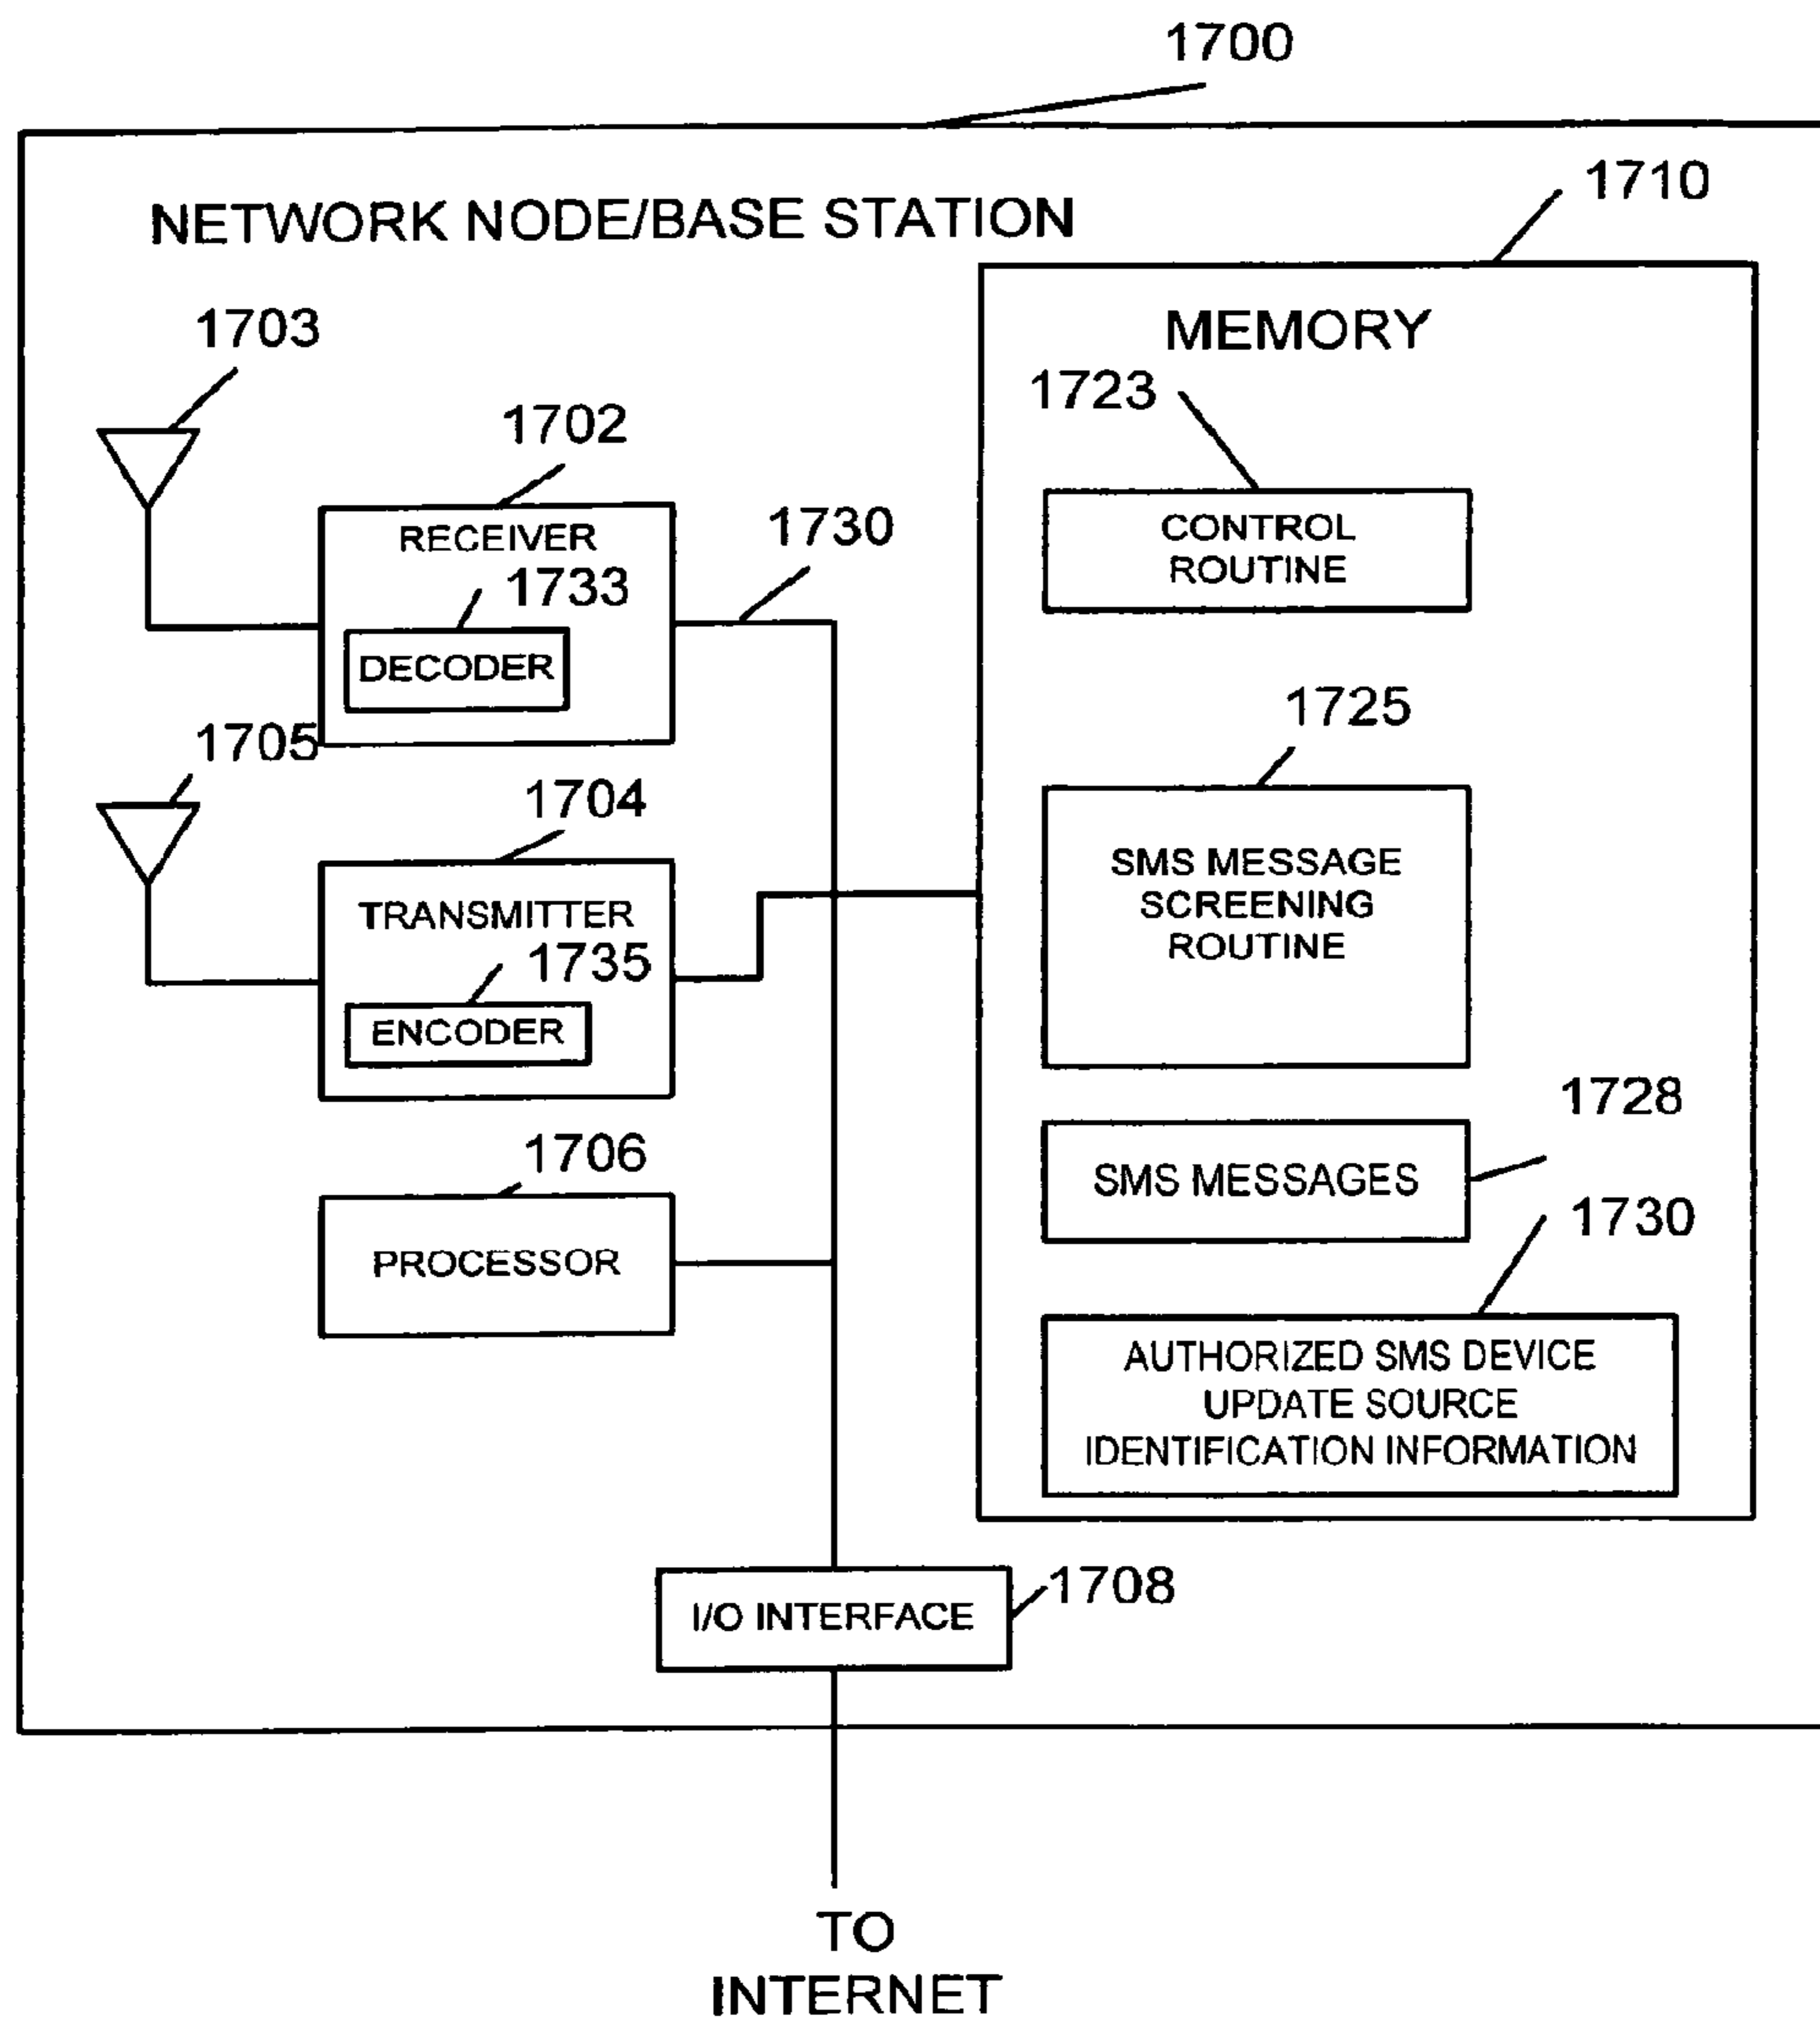 1700
1710
NETWORK NODE/BASE STATION
MEMORY
1703
1723
1702
CONTROL
ROUTINE
1730
RECEIVER
1733
DECODER
1725
1705
1704
SMS MESSAGE
SCREENING
ROUTINE
TRANSMITTER
1735
ENCODER
1728
1706
SMS MESSAGES
1730
PROCESSOR
AUTHORIZED SMS DEVICE
UPDATE SOURCE
IDENTIFICATION INFORMATION
1708
I/O INTERFACE
TO
INTERNET